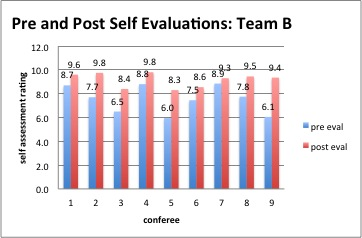 Pre and Post Self Evaluations: Team B
self assessment rating
12.0
10.0
8.0
6.0
4.0
2.0
0.0
8.7 9.6 7.7 9.8 6.5 8.4 8.8 9.8 6.0 8.3 7.5 8.6 8.9 9.3 7.8 9.5 6.1 9.4
1 2 3 4 5 6 7 8 9
conferee
pre eval
post eval